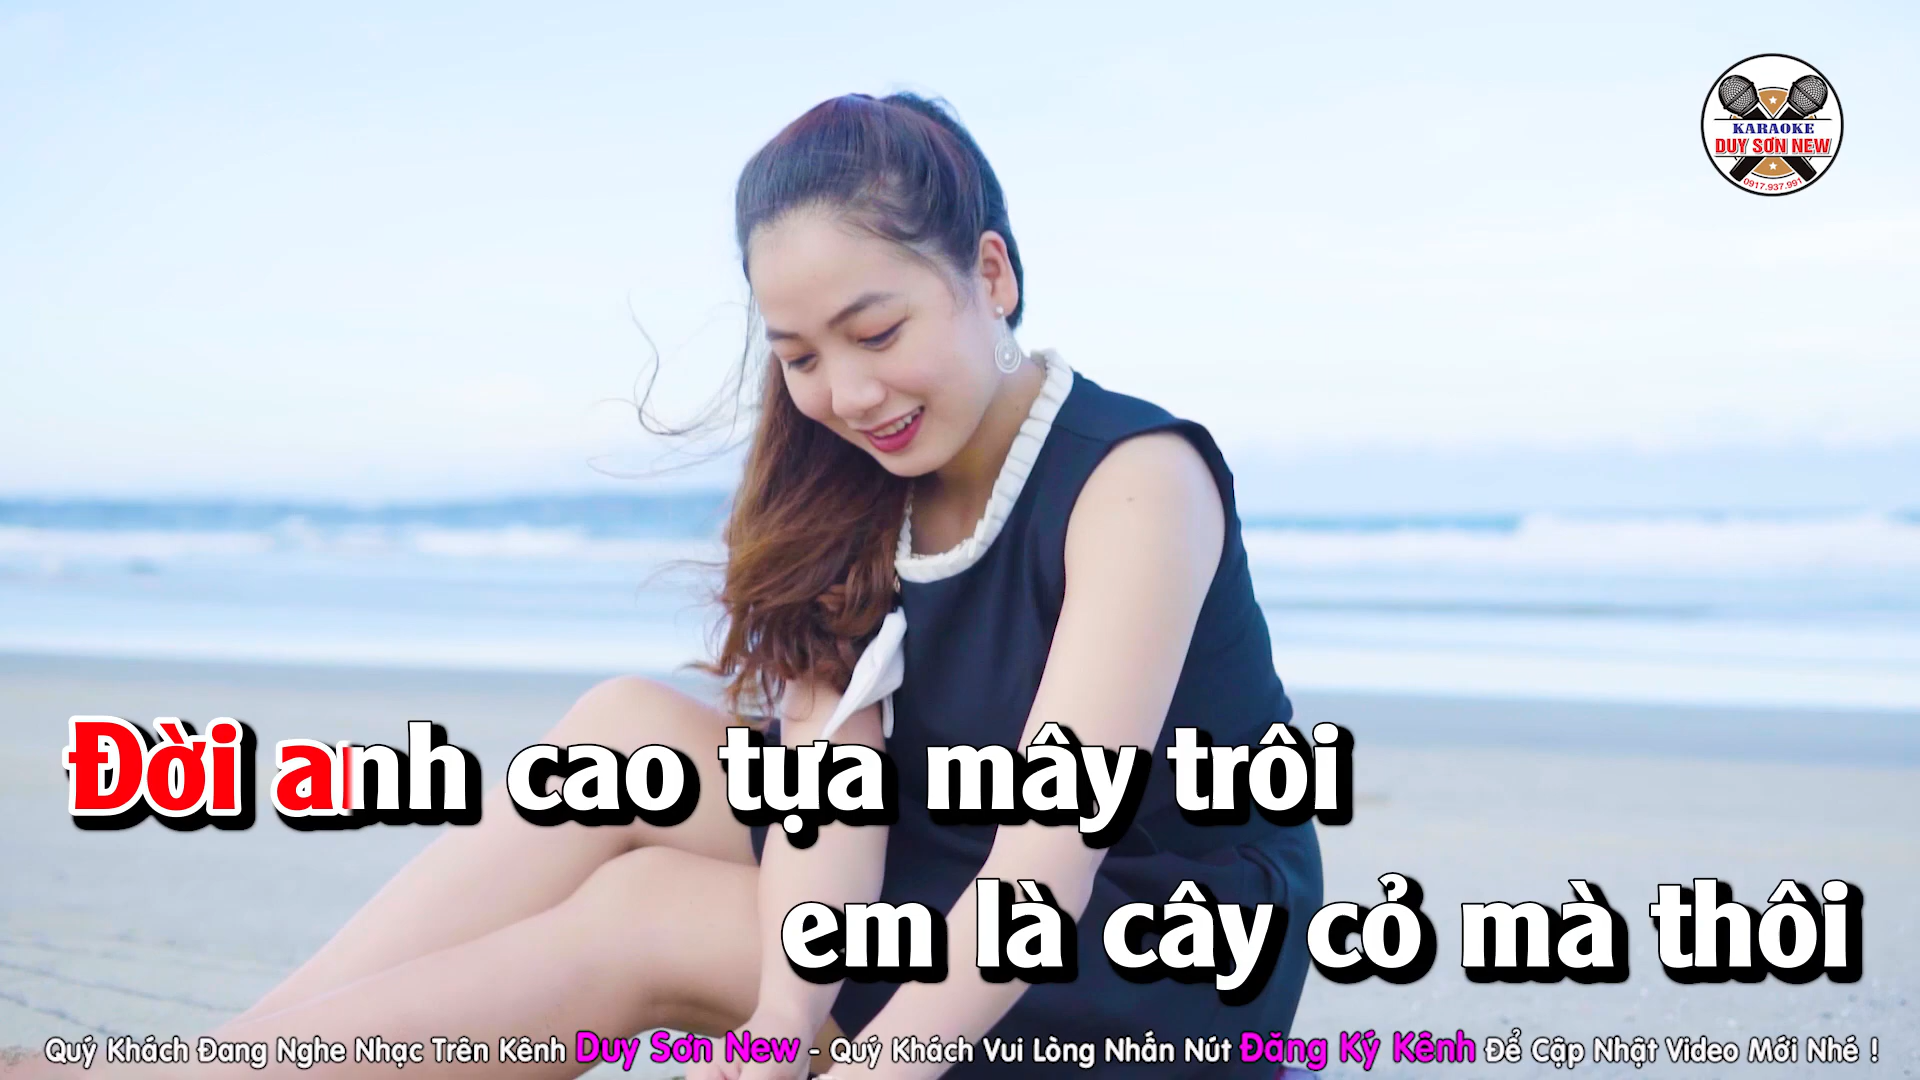 KARAOKE
DUY SƠN NEW
0917.937.991
Đời anh cao tựa mây trôi
em là cây cỏ mà thôi
Quý Khách Đang Nghe Nhạc Trên Kênh Duy Sơn New - Quý Khách Vui Lòng Nhấn Nút Đăng Ký Kênh Để Cập Nhật Video Mới Nhé !